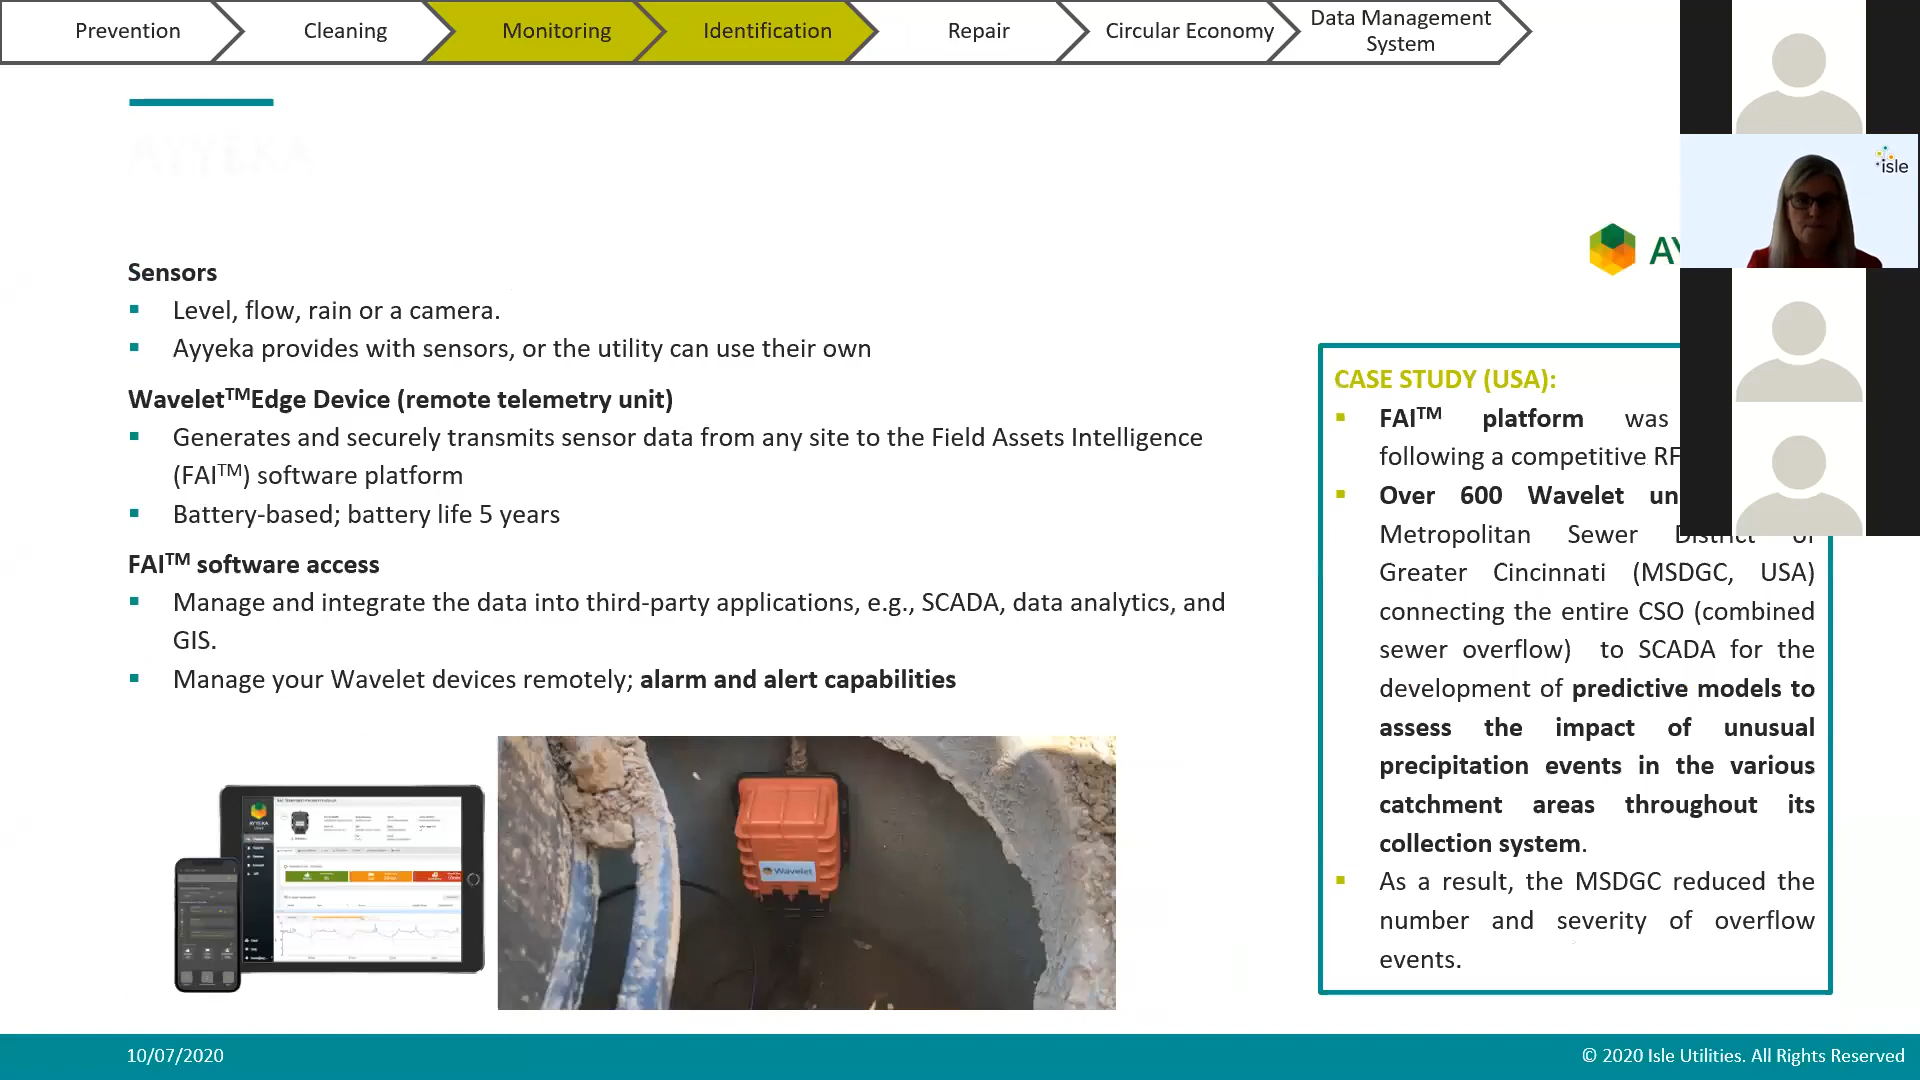 Prevention
Cleaning
Monitoring
Identification
Repair
Circular Economy
Data Management
System
AYYEKA
isle
AY
Sensors
Level, flow, rain or a camera.
Ayyeka provides with sensors, or the utility can use their own
Wavelet™Edge Device (remote telemetry unit)
Generates and securely transmits sensor data from any site to the Field Assets Intelligence
(FAI™) software platform
Battery-based; battery life 5 years
FAI™ software access
Manage and integrate the data into third-party applications, e.g., SCADA, data analytics, and
GIS.
Manage your Wavelet devices remotely; alarm and alert capabilities
AYYEKA
Wavelet
CASE STUDY (USA):
FAI™ platform was
following a competitive RF
Over 600 Wavelet un
Metropolitan Sewer District of
Greater Cincinnati (MSDGC, USA)
connecting the entire CSO (combined
sewer overflow) to SCADA for the
development of predictive models to
assess the impact of unusual
precipitation events in the various
catchment areas throughout its
collection system.
As a result, the MSDGC reduced the
number and severity of overflow
events.
10/07/2020
© 2020 Isle Utilities. All Rights Reserved